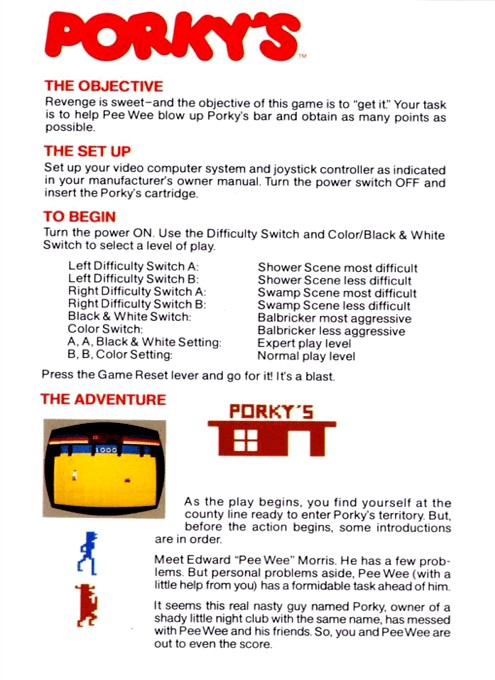 PORKY'S™
THE OBJECTIVE
Revenge is sweet–and the objective of this game is to "get it." Your task
is to help Pee Wee blow up Porky's bar and obtain as many points as
possible.
THE SET UP
Set up your video computer system and joystick controller as indicated
in your manufacturer's owner manual. Turn the power switch OFF and
insert the Porky's cartridge.
TO BEGIN
Turn the power ON. Use the Difficulty Switch and Color/Black & White
Switch to select a level of play.
Left Difficulty Switch A: Shower Scene most difficult
Left Difficulty Switch B: Shower Scene less difficult
Right Difficulty Switch A: Swamp Scene most difficult
Right Difficulty Switch B: Swamp Scene less difficult
Black & White Switch: Balbricker most aggressive
Color Switch: Balbricker less aggressive
A, A, Black & White Setting: Expert play level
B, B, Color Setting: Normal play level
Press the Game Reset lever and go for it! It's a blast.
THE ADVENTURE
PORKY'S
1000
As the play begins, you find yourself at the
county line ready to enter Porky's territory. But,
before the action begins, some introductions
are in order.
Meet Edward "Pee Wee" Morris. He has a few prob-
lems. But personal problems aside, Pee Wee (with a
little help from you) has a formidable task ahead of him.
It seems this real nasty guy named Porky, owner of a
shady little night club with the same name, has messed
with Pee Wee and his friends. So, you and Pee Wee are
out to even the score.